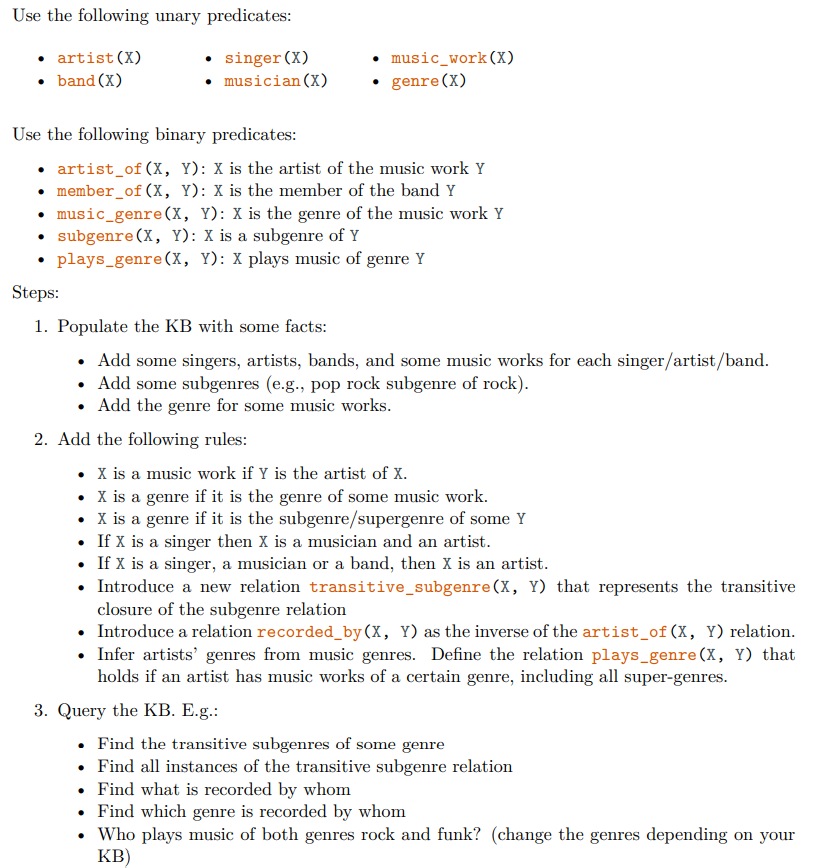 Use the following unary predicates:
• artist(X) • singer(X) • music_work(X)
• band(X) • musician(X) • genre(X)
Use the following binary predicates:
• artist_of(X, Y): X is the artist of the music work Y
• member_of(X, Y): X is the member of the band Y
• music_genre(X, Y): X is the genre of the music work Y
• subgenre(X, Y): X is a subgenre of Y
• plays_genre(X, Y): X plays music of genre Y
Steps:
1. Populate the KB with some facts:
• Add some singers, artists, bands, and some music works for each singer/artist/band.
• Add some subgenres (e.g., pop rock subgenre of rock).
• Add the genre for some music works.
2. Add the following rules:
• X is a music work if Y is the artist of X.
• X is a genre if it is the genre of some music work.
• X is a genre if it is the subgenre/supergenre of some Y
• If X is a singer then X is a musician and an artist.
• If X is a singer, a musician or a band, then X is an artist.
• Introduce a new relation transitive_subgenre(X, Y) that represents the transitive
closure of the subgenre relation
• Introduce a relation recorded_by(X, Y) as the inverse of the artist_of(X, Y) relation.
• Infer artists' genres from music genres. Define the relation plays_genre(X, Y) that
holds if an artist has music works of a certain genre, including all super-genres.
3. Query the KB. E.g.:
• Find the transitive subgenres of some genre
• Find all instances of the transitive subgenre relation
• Find what is recorded by whom
• Find which genre is recorded by whom
• Who plays music of both genres rock and funk? (change the genres depending on your
KB)